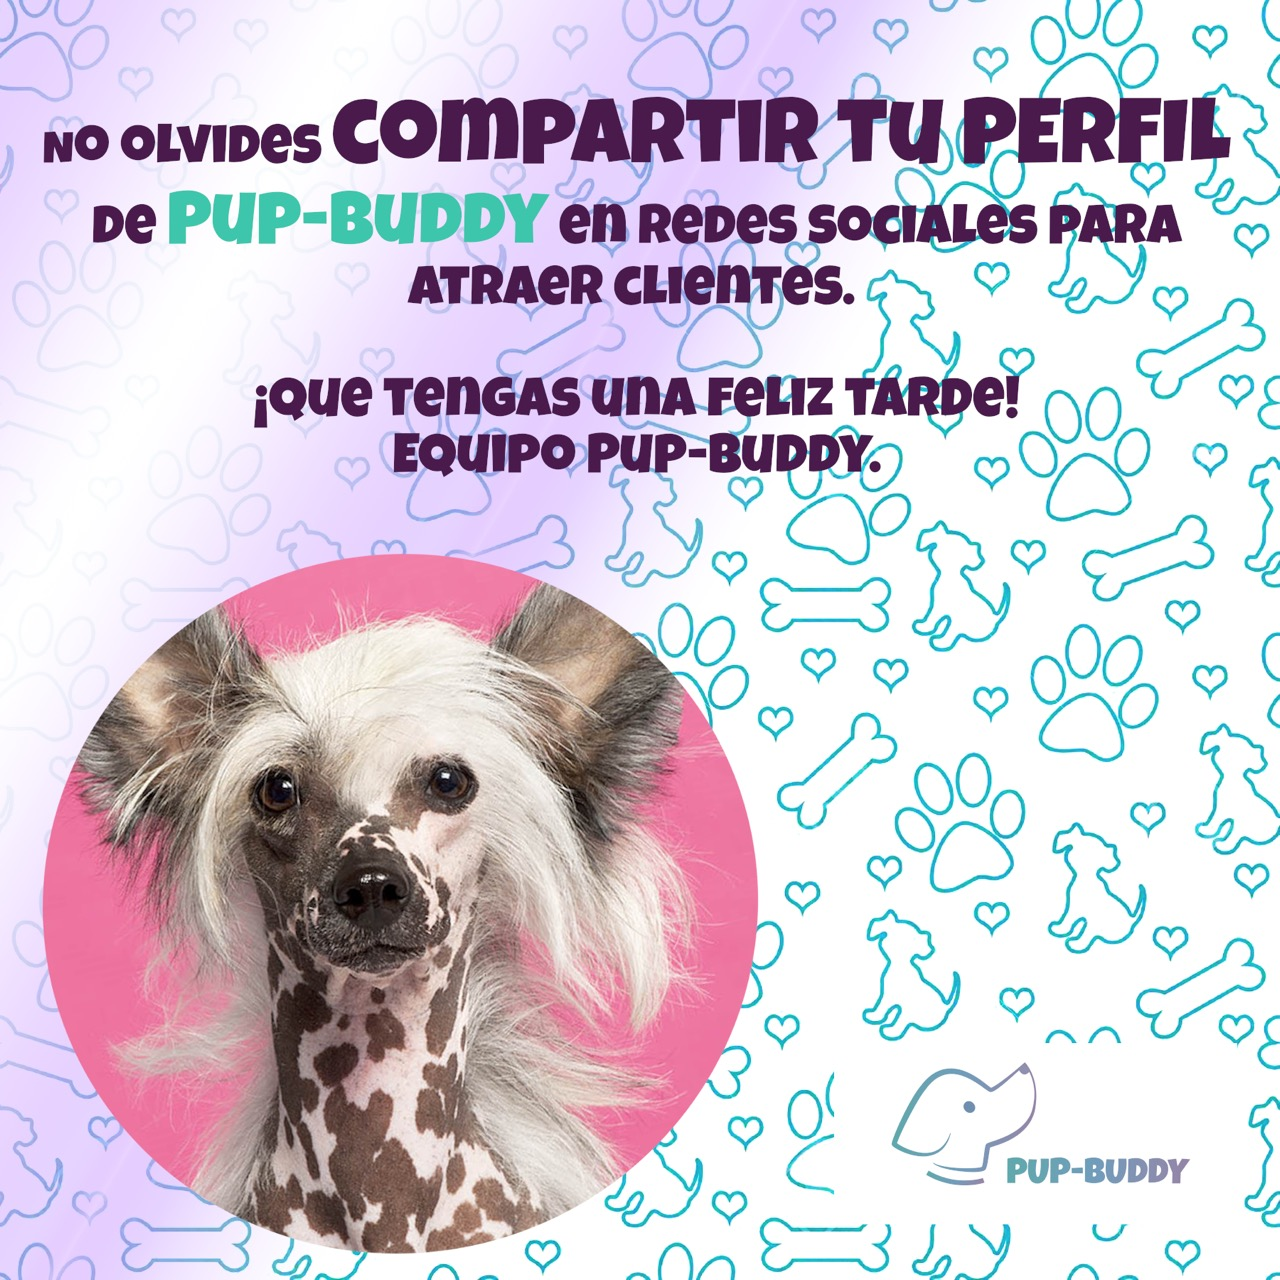 No olvides COMPARTIR TU PERFIL
de PUP-BUDDY en redes sociales para
atraer clientes.
¡Que tengas una feliz tarde!
Equipo Pup-Buddy.
PUP-BUDDY